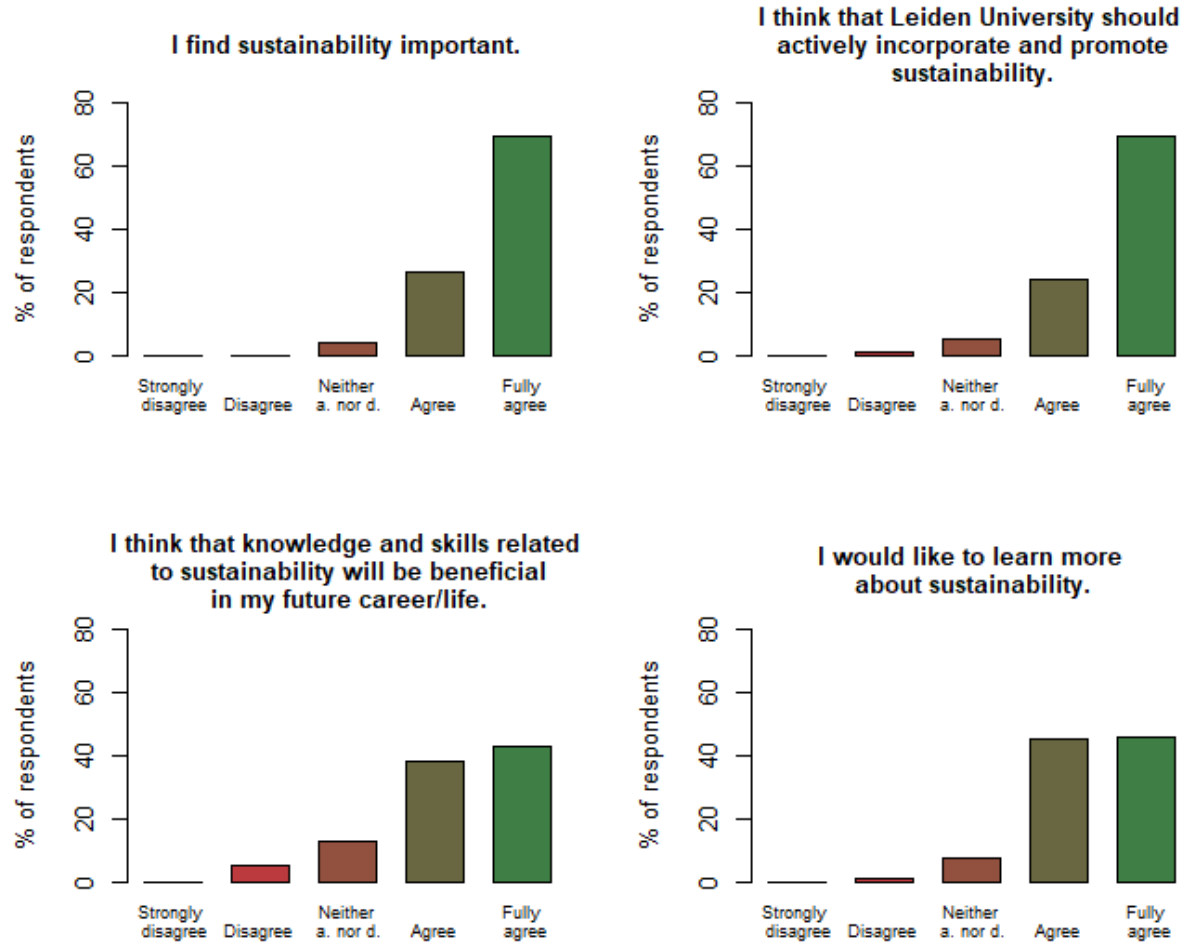 I find sustainability important.
% of respondents
80
60
40
20
0
Strongly
disagree
Disagree
Neither
a. nor d.
Agree
Fully
agree
I think that Leiden University should
actively incorporate and promote
sustainability.
% of respondents
80
60
40
20
0
Strongly
disagree
Disagree
Neither
a. nor d.
Agree
Fully
agree
I think that knowledge and skills related
to sustainability will be beneficial
in my future career/life.
% of respondents
80
60
40
20
0
Strongly
disagree
Disagree
Neither
a. nor d.
Agree
Fully
agree
I would like to learn more
about sustainability.
% of respondents
80
60
40
20
0
Strongly
disagree
Disagree
Neither
a. nor d.
Agree
Fully
agree